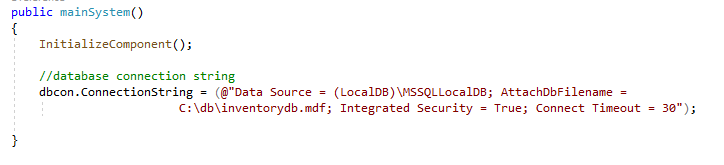 public mainSystem()
{
InitializeComponent();
//database connection string
dbcon.ConnectionString = (@"Data Source = (LocalDB)\MSSQLLocalDB; AttachDbFilename =
C:\db\inventorydb.mdf; Integrated Security = True; Connect Timeout = 30");
}